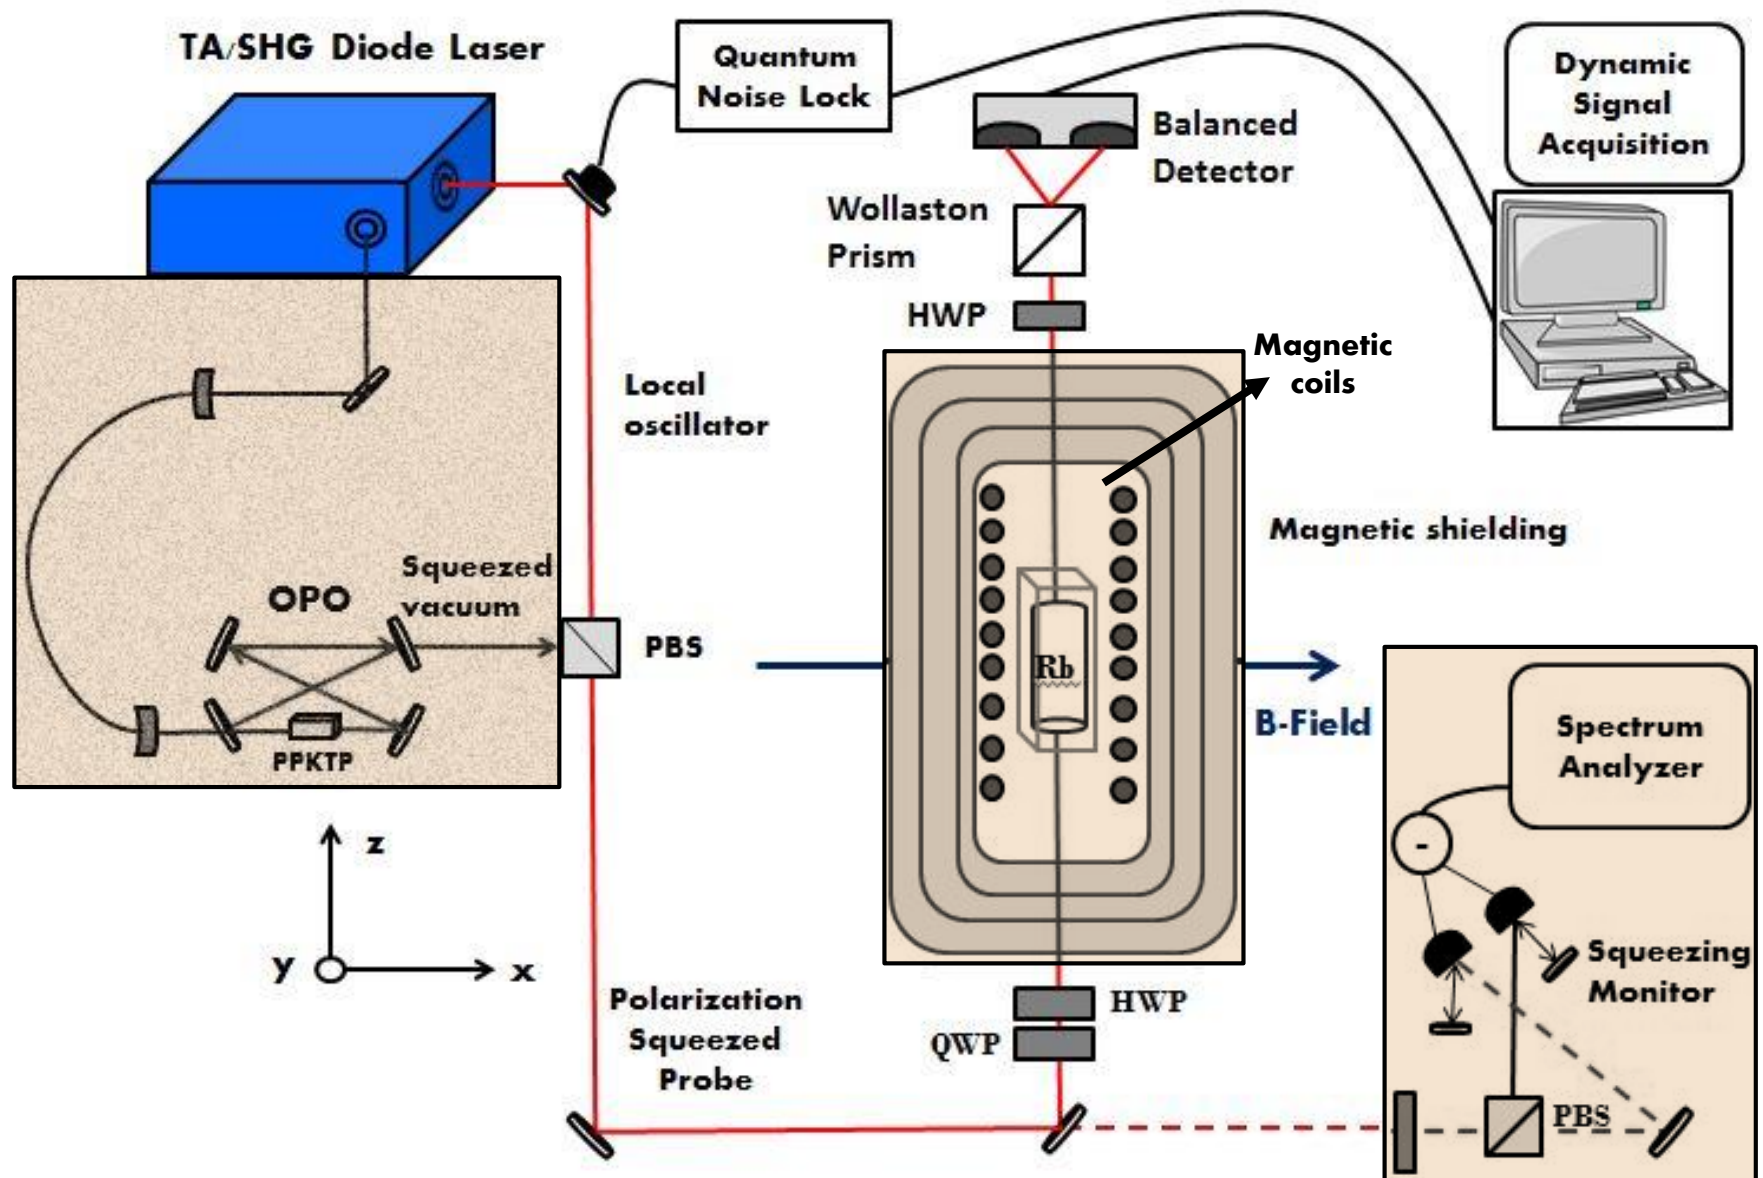 TA/SHG Diode Laser
Quantum
Noise Lock
Dynamic
Signal
Acquisition
Balanced
Detector
Wollaston
Prism
HWP
Magnetic
coils
Local
oscillator
Magnetic shielding
Squeezed
vacuum
OPO
PBS
Rb
PPKTP
B-Field
Spectrum
Analyzer
-
z
y
x
Squeezing
Monitor
Polarization
Squeezed
Probe
HWP
QWP
PBS